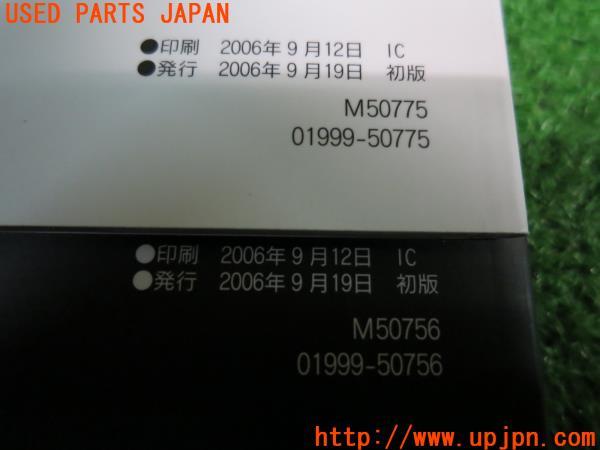 USED PARTS JAPAN
●印刷 2006年9月12日 IC
●発行 2006年9月19日 初版
M50775
01999-50775
●印刷 2006年9月12日 IC
●発行 2006年9月19日 初版
M50756
01999-50756
http://www.upjpn.com